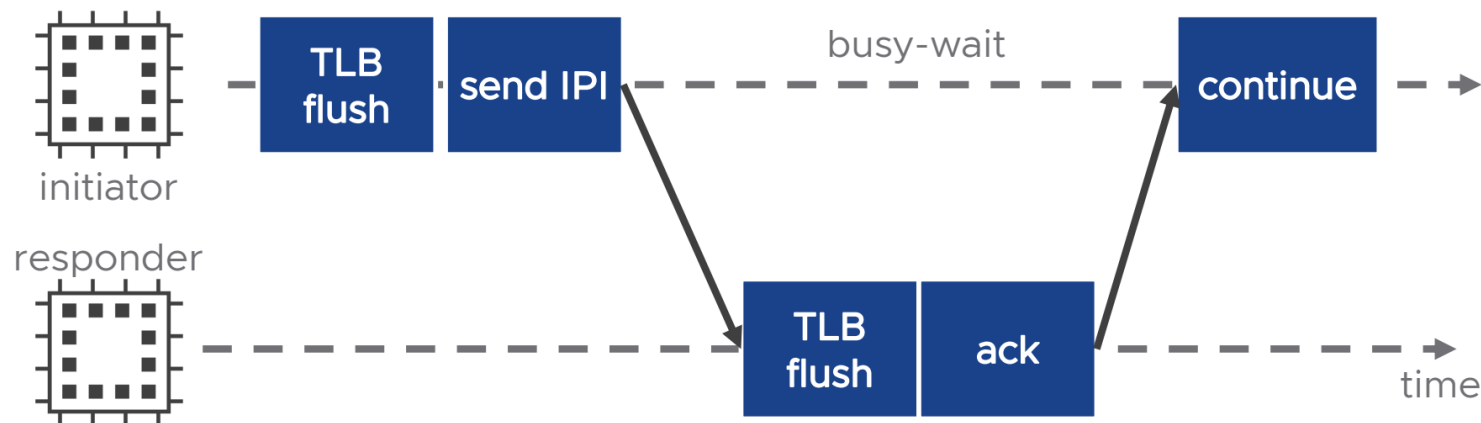 TLB
flush
send IPI
busy-wait
continue
initiator
responder
TLB
flush
ack
time